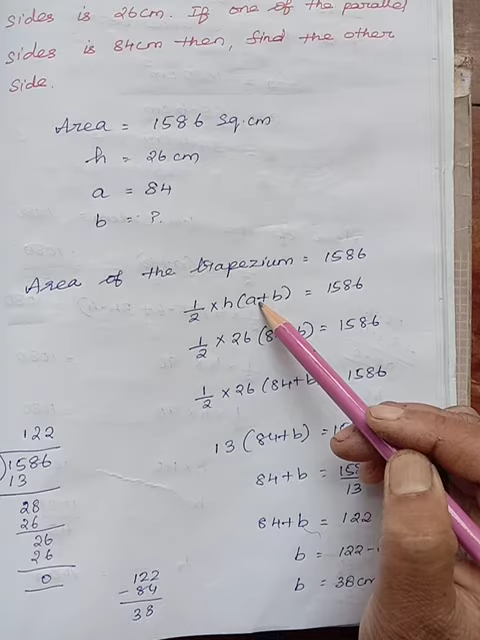 sides is 26cm. If one of the parallel
sides is 84cm then, find the other
side.
Area = 1586 sq.cm
h = 26 cm
a = 84
b = ?
Area of the trapezium = 1586
1/2 × h(a+b) = 1586
1/2 × 26 (8 b) = 1586
1/2 × 26 (84+b 1586
13 (84+b) = 15
84+b = 158/13
84+b = 122
b = 122-
b = 38cm
122
)1586
13
28
26
26
26
0
122
- 84
38